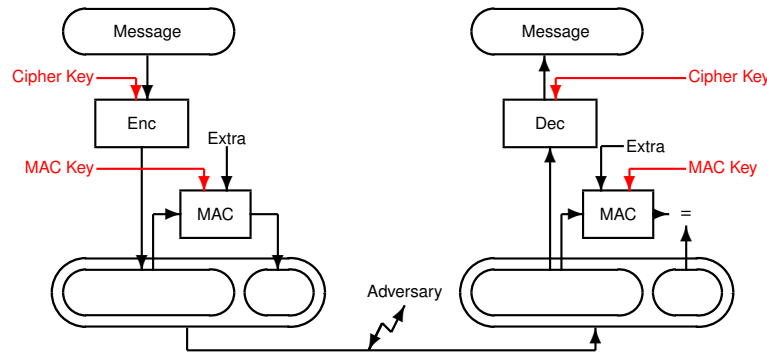 Message
Message
Cipher Key
Cipher Key
Enc
Dec
Extra
Extra
MAC Key
MAC Key
MAC
MAC
=
Adversary